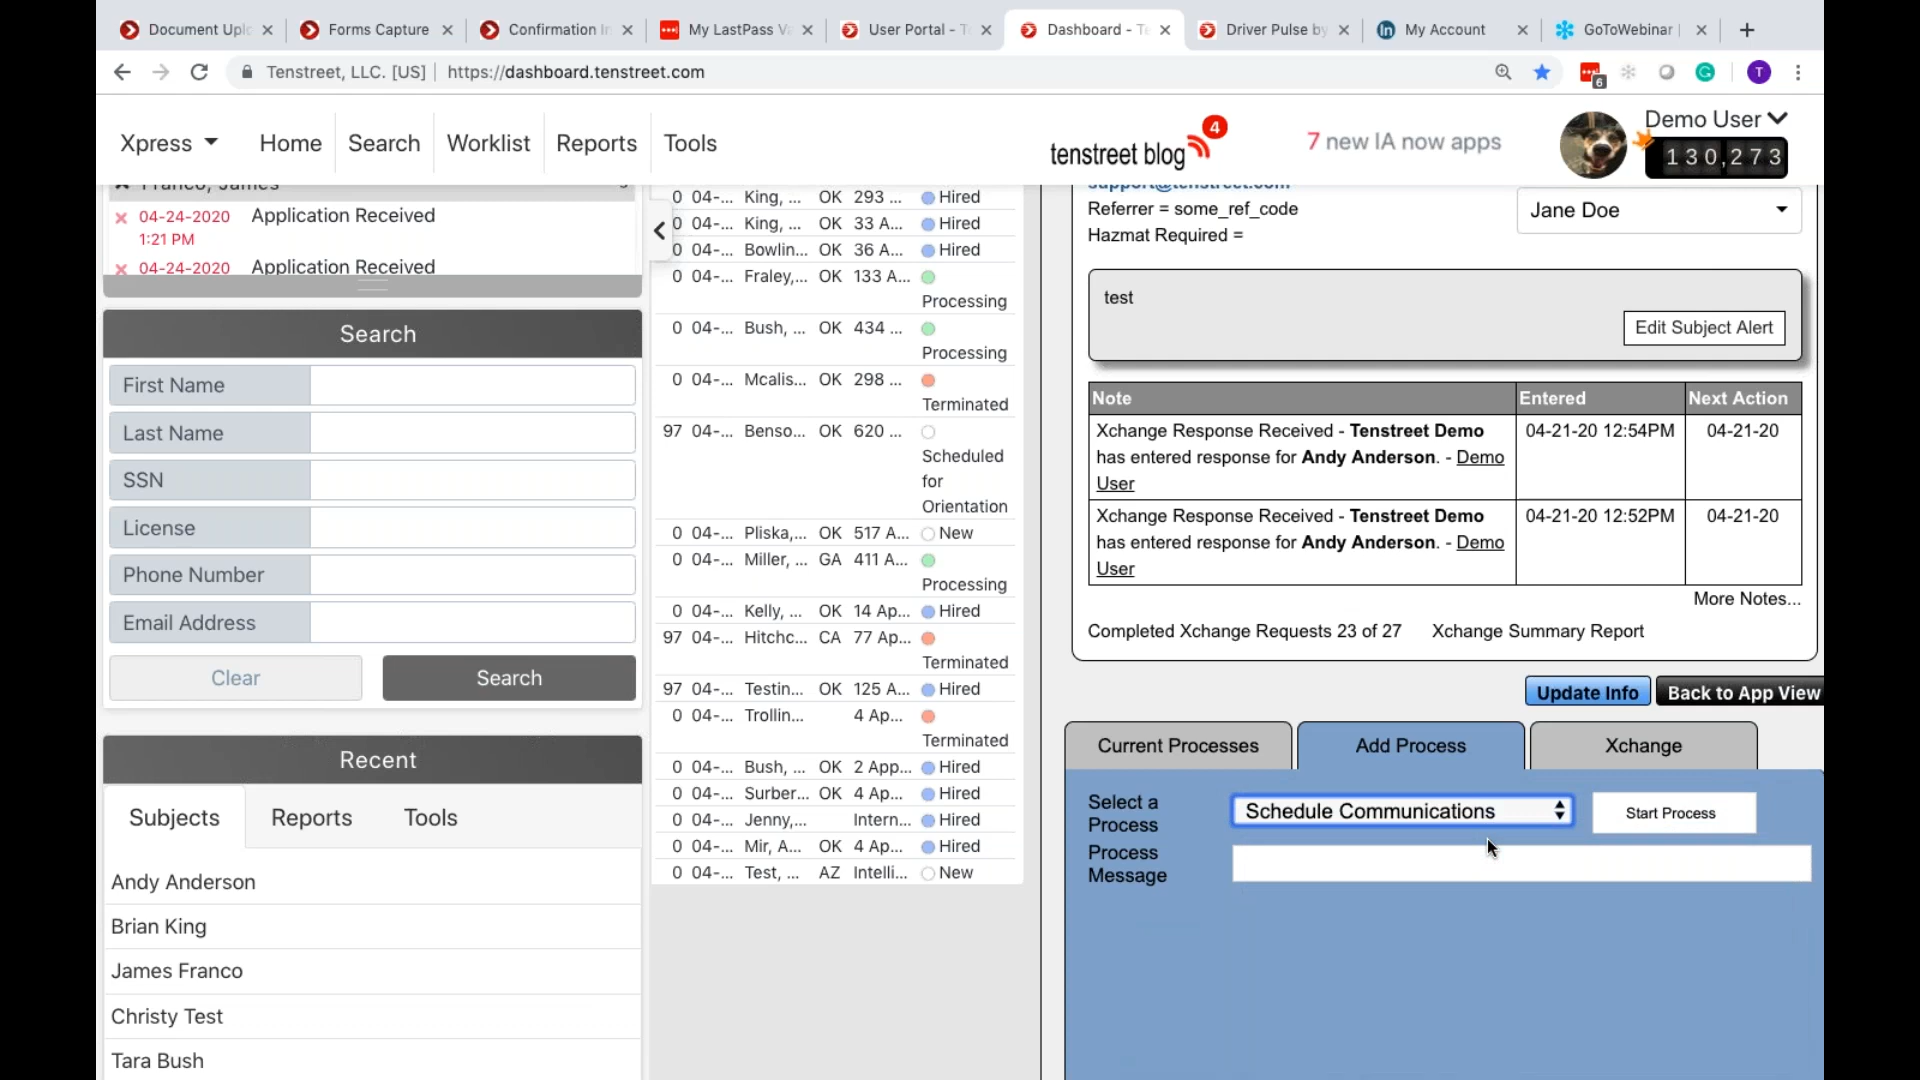 Document Uplo
Forms Capture
Confirmation In
My LastPass Va
User Portal - T
Dashboard - Te
Driver Pulse by
My Account
GoToWebinar
Tenstreet, LLC. [US] | https://dashboard.tenstreet.com
6
T
Xpress
Home
Search
Worklist
Reports
Tools
tenstreet blog
4
7 new IA now apps
Demo User
130,273
Franco, James
04-24-2020 Application Received
1:21 PM
04-24-2020 Application Received
Search
First Name
Last Name
SSN
License
Phone Number
Email Address
Clear
Search
Recent
Subjects
Reports
Tools
Andy Anderson
Brian King
James Franco
Christy Test
Tara Bush
0 04-... King, ... OK 293 ... Hired
0 04-... King, ... OK 33 A... Hired
0 04-... Bowlin... OK 36 A... Hired
0 04-... Fraley,... OK 133 A...
Processing
0 04-... Bush, ... OK 434 ...
Processing
0 04-... Mcalis... OK 298 ...
Terminated
97 04-... Benso... OK 620 ...
Scheduled
for
Orientation
0 04-... Pliska,... OK 517 A... New
0 04-... Miller, ... GA 411 A...
Processing
0 04-... Kelly, ... OK 14 Ap... Hired
97 04-... Hitchc... CA 77 Ap...
Terminated
97 04-... Testin... OK 125 A... Hired
0 04-... Trollin... 4 Ap...
Terminated
0 04-... Bush, ... OK 2 App... Hired
0 04-... Surber... OK 4 Ap... Hired
0 04-... Jenny,... Intern... Hired
0 04-... Mir, A... OK 4 Ap... Hired
0 04-... Test, ... AZ Intelli... New
support@tenstreet.com
Referrer = some_ref_code
Hazmat Required =
Jane Doe
test
Edit Subject Alert
Note Entered Next Action
Xchange Response Received - Tenstreet Demo 04-21-20 12:54PM 04-21-20
has entered response for Andy Anderson. - Demo
User
Xchange Response Received - Tenstreet Demo 04-21-20 12:52PM 04-21-20
has entered response for Andy Anderson. - Demo
User
More Notes...
Completed Xchange Requests 23 of 27 Xchange Summary Report
Update Info
Back to App View
Current Processes
Add Process
Xchange
Select a
Process
Schedule Communications
Start Process
Process
Message